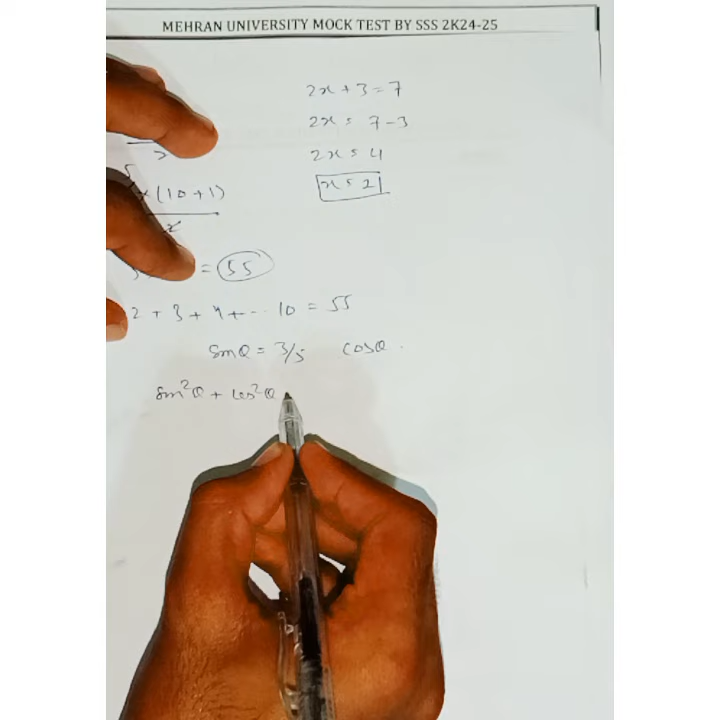 MEHRAN UNIVERSITY MOCK TEST BY SSS 2K24-25
2x + 3 = 7
2x = 7 - 3
2x = 4
x = 2
x(10+1)
= 55
2 + 3 + 4 + ... 10 = 55
Sinθ = 3/5 cosθ.
Sin²θ + cos²θ